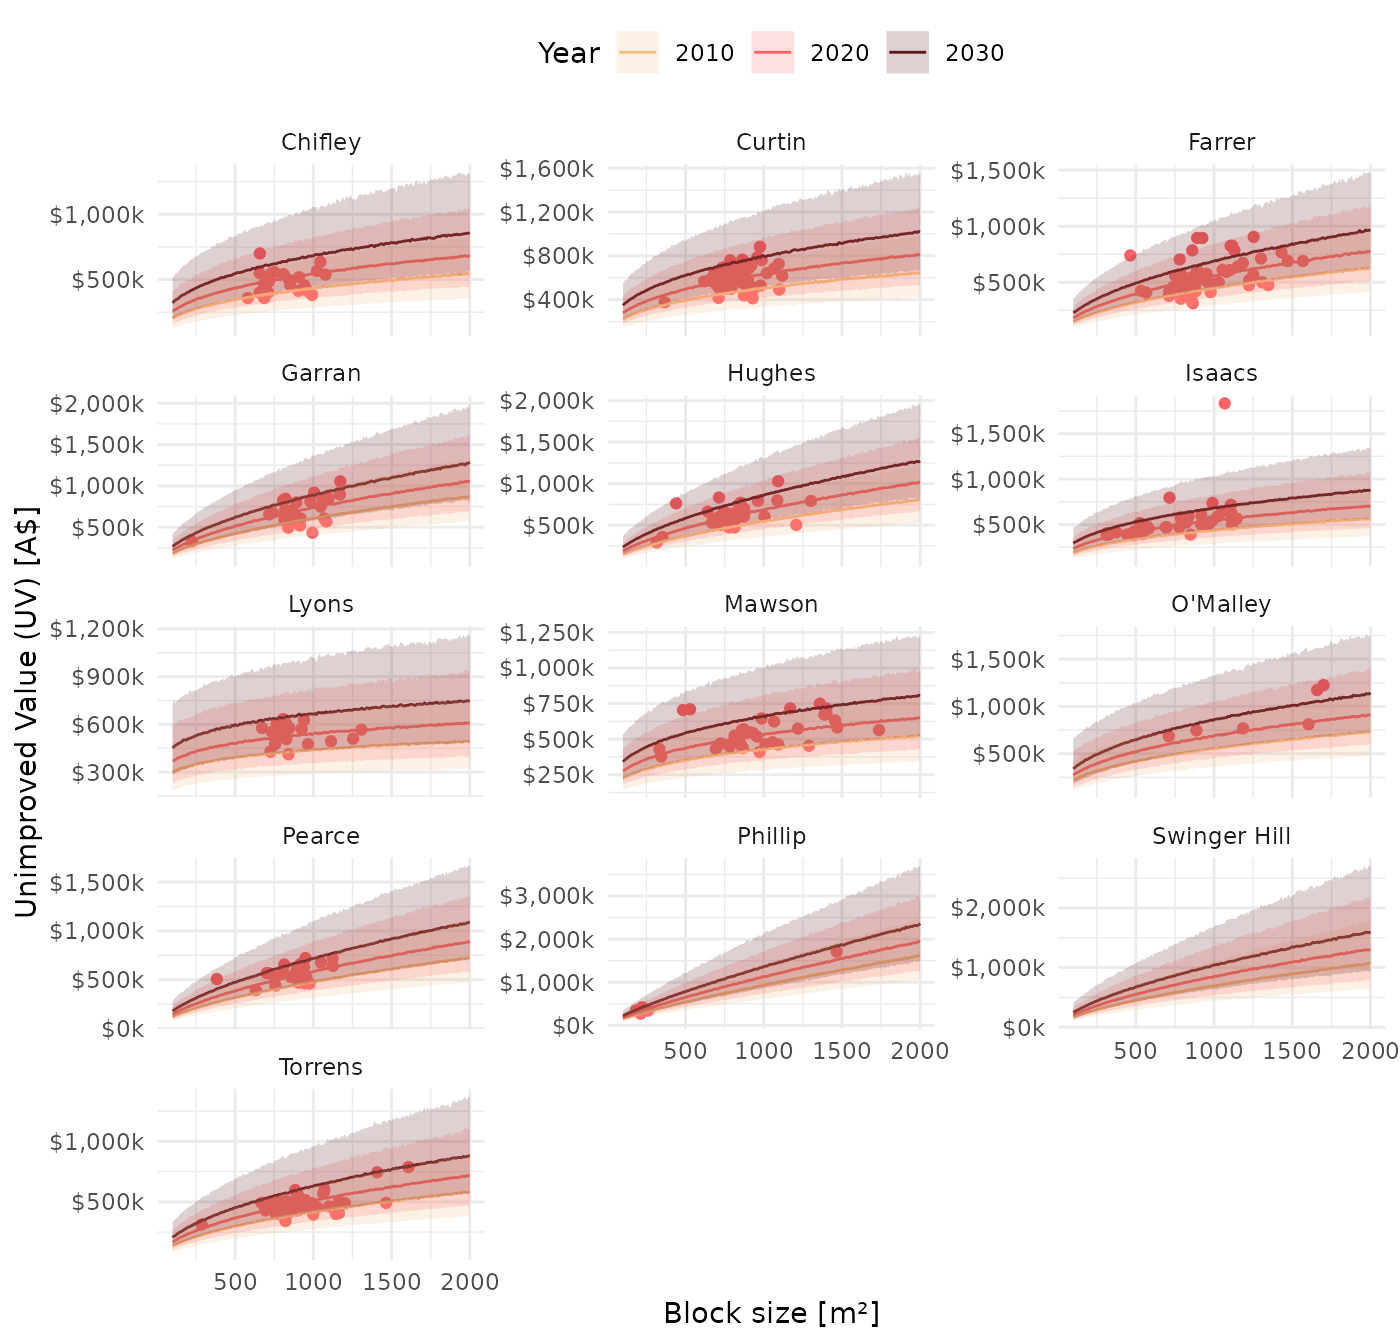 Year 2010 2020 2030
Chifley Curtin Farrer
$1,000k
$500k
$1,600k
$1,200k
$800k
$400k
$1,500k
$1,000k
$500k
Garran Hughes Isaacs
$2,000k
$1,500k
$1,000k
$500k
$2,000k
$1,500k
$1,000k
$500k
$1,500k
$1,000k
$500k
Lyons Mawson O'Malley
$1,200k
$900k
$600k
$300k
$1,250k
$1,000k
$750k
$500k
$250k
$1,500k
$1,000k
$500k
Pearce Phillip Swinger Hill
$1,500k
$1,000k
$500k
$0k
$3,000k
$2,000k
$1,000k
$0k
$2,000k
$1,000k
$0k
500 1000 1500 2000
500 1000 1500 2000
Torrens
$1,000k
$500k
500 1000 1500 2000
Block size [m²]
Unimproved Value (UV) [A$]